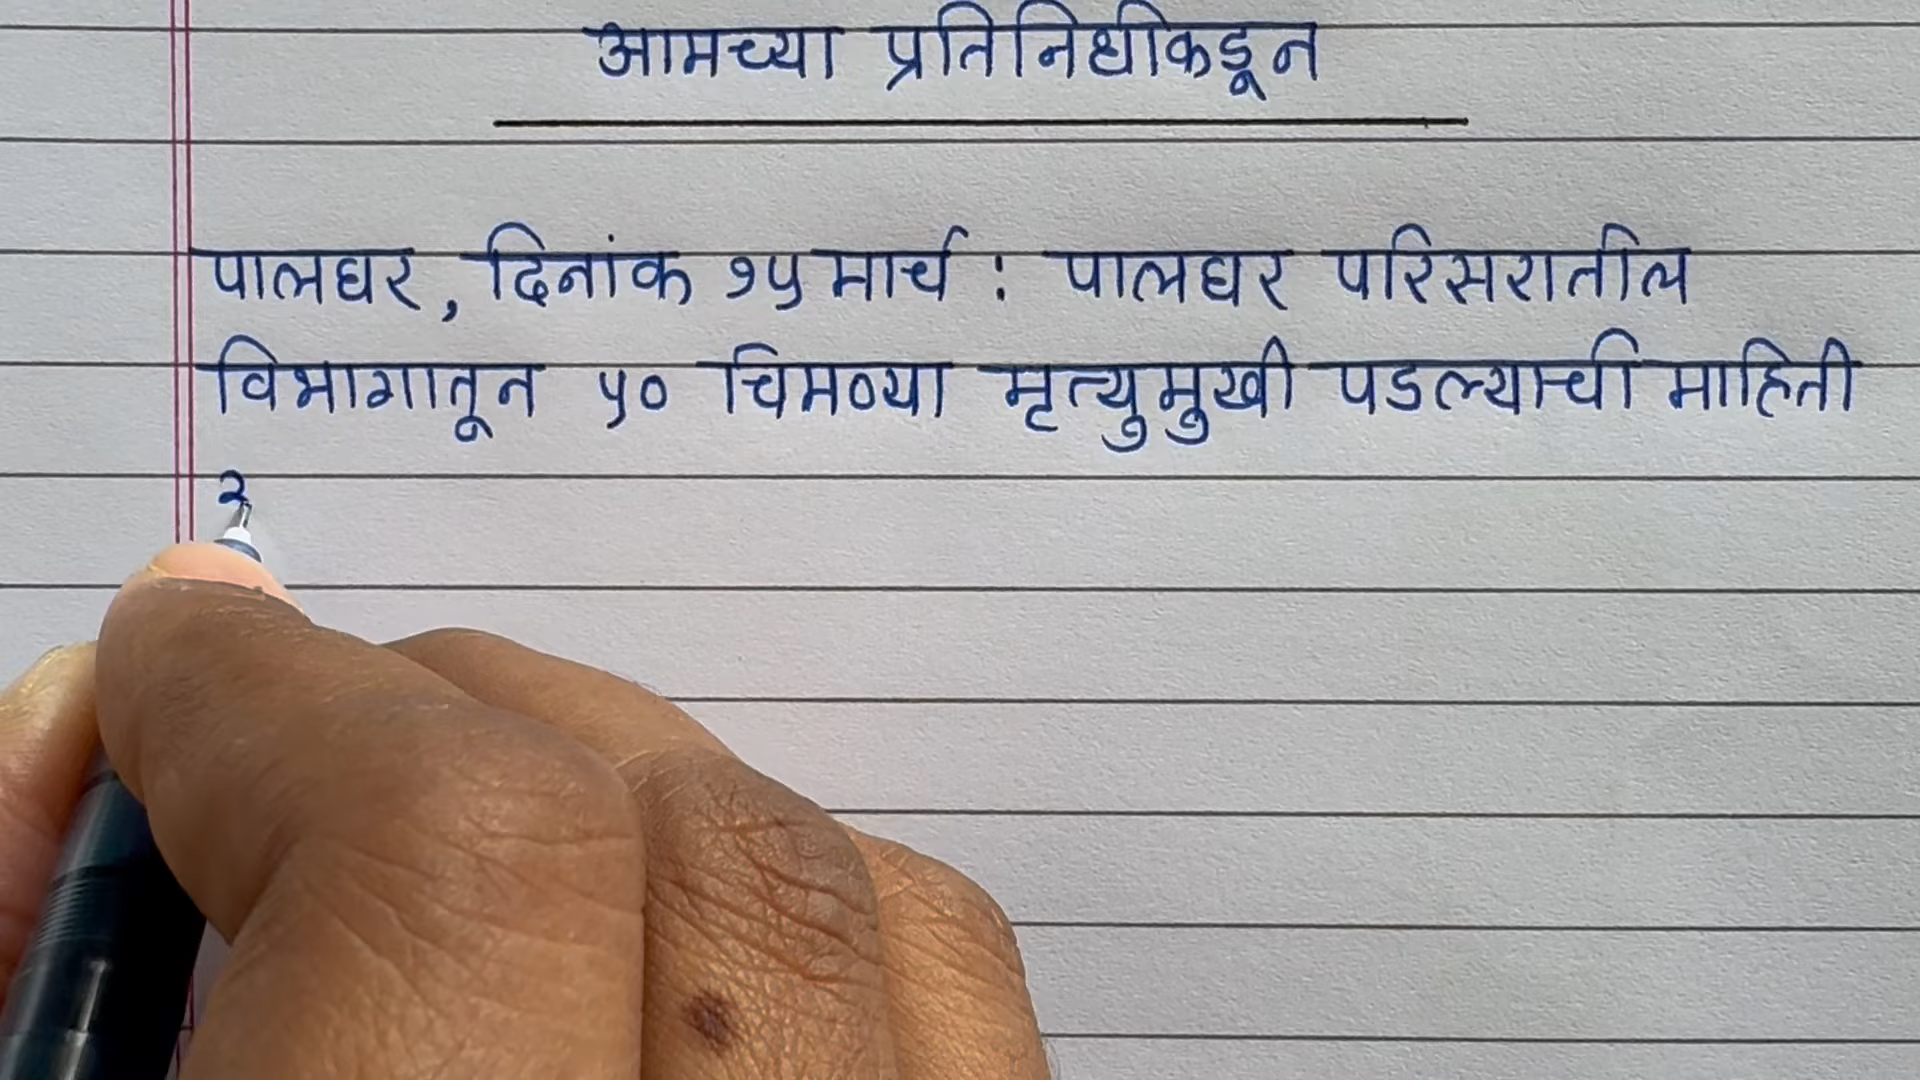 आमच्या प्रतिनिधीकडून
पालघर, दिनांक १५ मार्च : पालघर परिसरातील
विभागातून ५० चिमण्या मृत्युमुखी पडल्याची माहिती